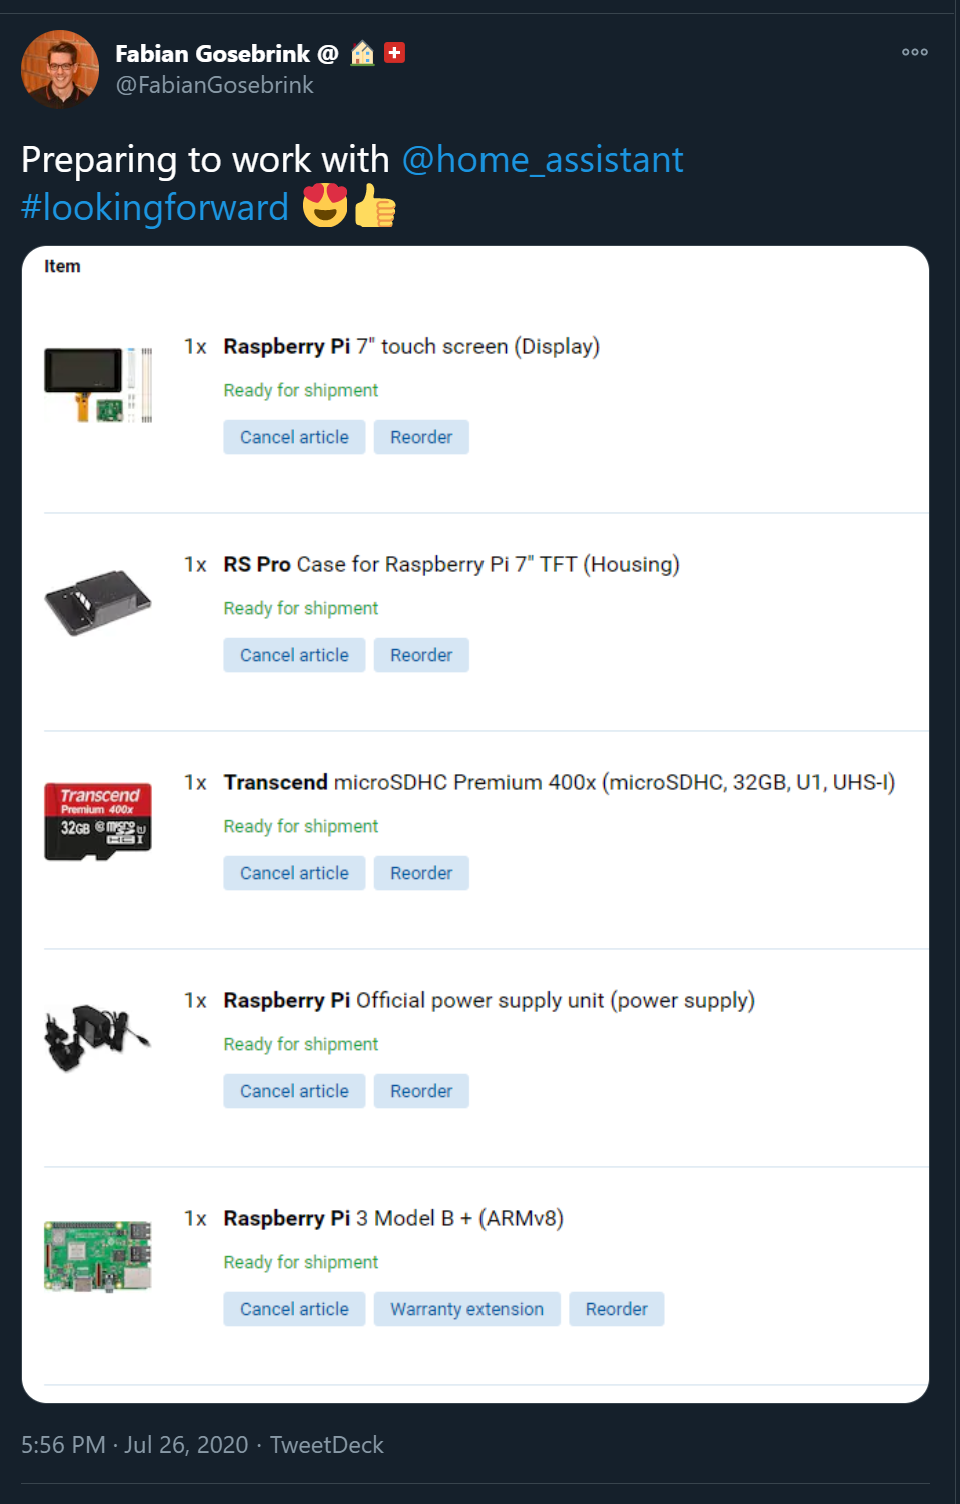 Fabian Gosebrink @ 🏠🇨🇭
@FabianGosebrink
Preparing to work with @home_assistant
#lookingforward 😍👍
Item
1x Raspberry Pi 7" touch screen (Display)
Ready for shipment
Cancel article Reorder
1x RS Pro Case for Raspberry Pi 7" TFT (Housing)
Ready for shipment
Cancel article Reorder
Transcend
Premium 400x
32GB
1x Transcend microSDHC Premium 400x (microSDHC, 32GB, U1, UHS-I)
Ready for shipment
Cancel article Reorder
1x Raspberry Pi Official power supply unit (power supply)
Ready for shipment
Cancel article Reorder
1x Raspberry Pi 3 Model B + (ARMv8)
Ready for shipment
Cancel article Warranty extension Reorder
5:56 PM · Jul 26, 2020 · TweetDeck